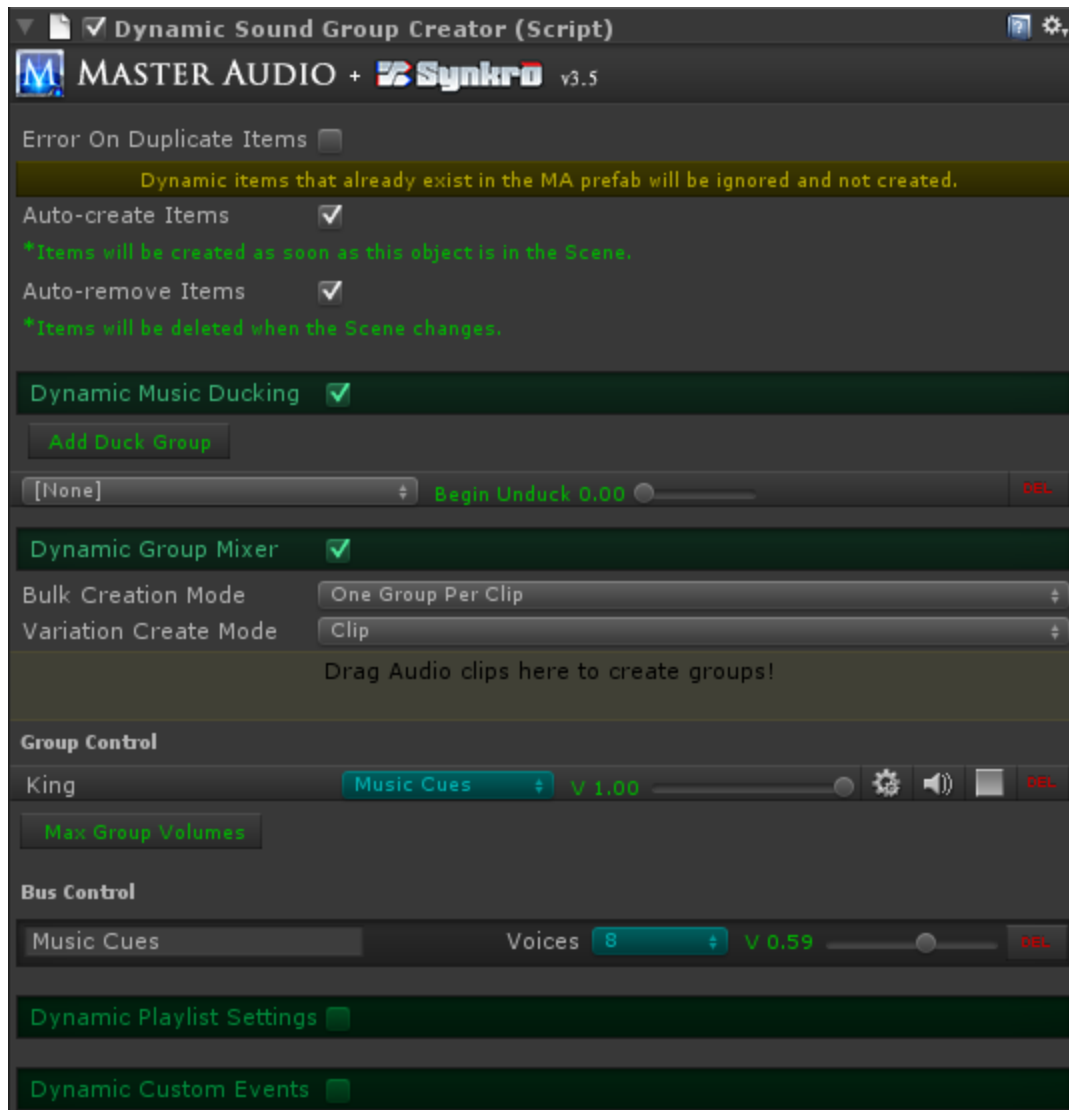 Dynamic Sound Group Creator (Script)
M MASTER AUDIO + Synkro v3.5
Error On Duplicate Items
Dynamic items that already exist in the MA prefab will be ignored and not created.
Auto-create Items
*Items will be created as soon as this object is in the Scene.
Auto-remove Items
*Items will be deleted when the Scene changes.
Dynamic Music Ducking
Add Duck Group
[None] Begin Unduck 0.00 DEL
Dynamic Group Mixer
Bulk Creation Mode One Group Per Clip
Variation Create Mode Clip
Drag Audio clips here to create groups!
Group Control
King Music Cues V 1.00 DEL
Max Group Volumes
Bus Control
Music Cues Voices 8 V 0.59 DEL
Dynamic Playlist Settings
Dynamic Custom Events